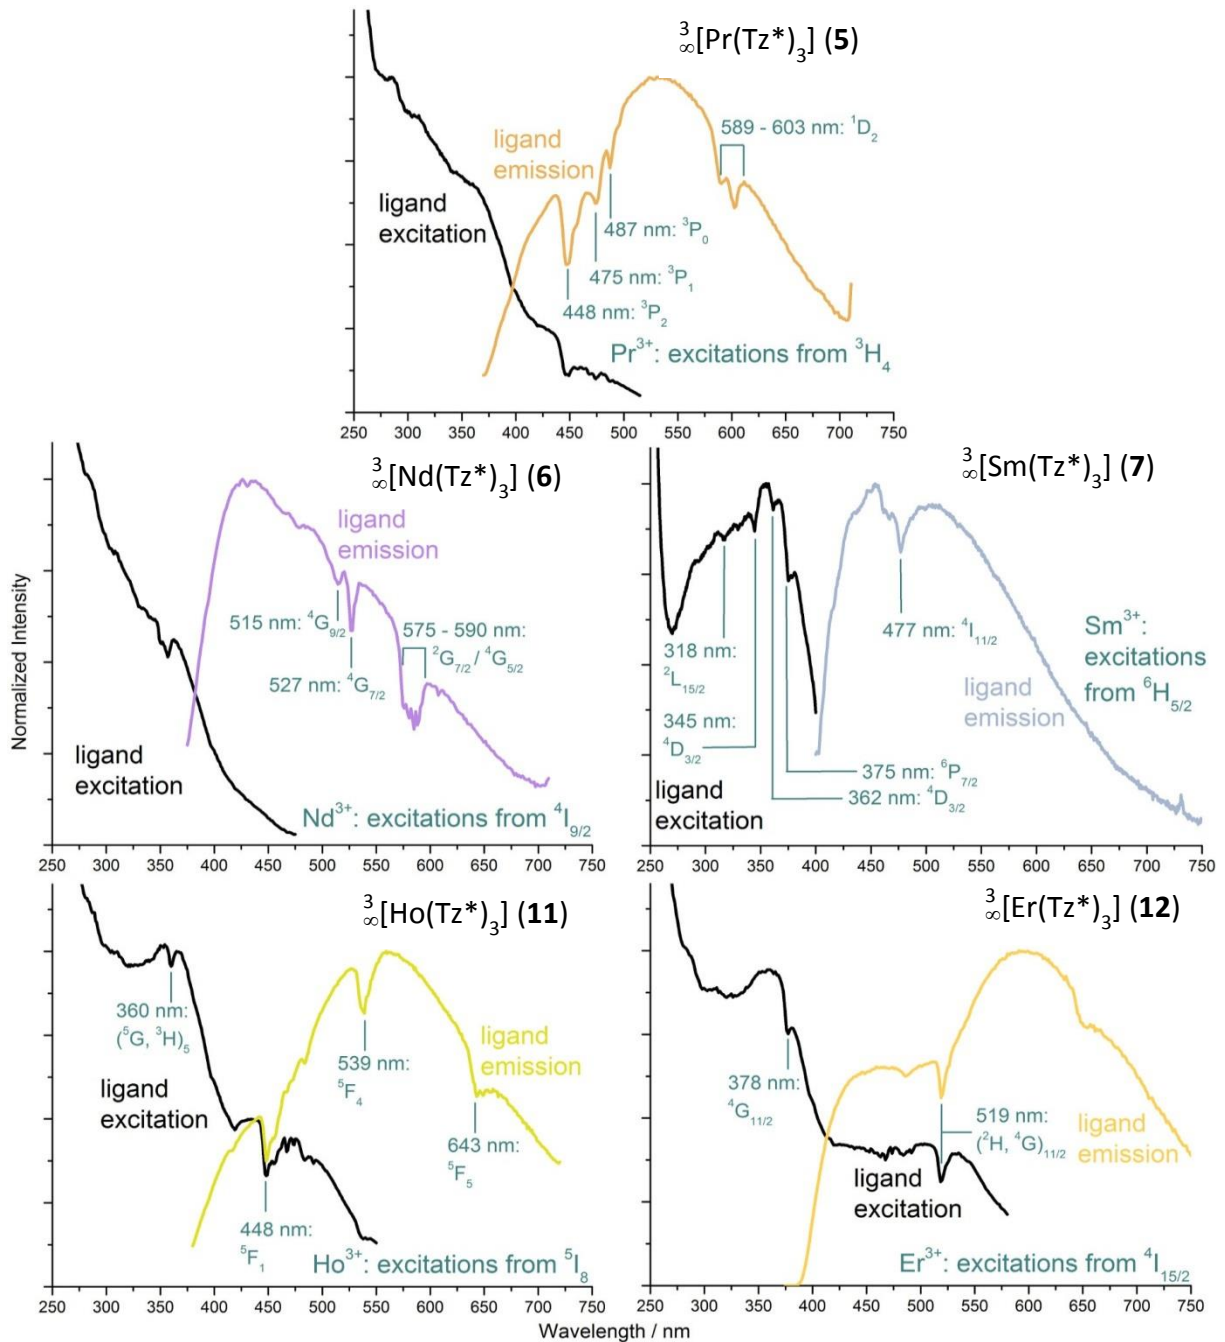 ³∞[Pr(Tz*)₃] (5)
ligand
emission
589 - 603 nm: ¹D₂
ligand
excitation
487 nm: ³P₀
475 nm: ³P₁
448 nm: ³P₂
Pr³⁺: excitations from ³H₄
250 300 350 400 450 500 550 600 650 700 750
³∞[Nd(Tz*)₃] (6)
ligand
emission
515 nm: ⁴G₉/₂
575 - 590 nm:
²G₇/₂ / ⁴G₅/₂
527 nm: ⁴G₇/₂
ligand
excitation
Nd³⁺: excitations from ⁴I₉/₂
250 300 350 400 450 500 550 600 650 700 750
³∞[Sm(Tz*)₃] (7)
318 nm:
²L₁₅/₂
345 nm:
⁴D₃/₂
477 nm: ⁴I₁₁/₂
Sm³⁺:
excitations
from ⁶H₅/₂
ligand
emission
375 nm: ⁶P₇/₂
362 nm: ⁴D₃/₂
ligand
excitation
250 300 350 400 450 500 550 600 650 700 750
Normalized Intensity
³∞[Ho(Tz*)₃] (11)
360 nm:
(⁵G, ³H)₅
ligand
excitation
539 nm:
⁵F₄
ligand
emission
643 nm:
⁵F₅
448 nm:
⁵F₁
Ho³⁺: excitations from ⁵I₈
250 300 350 400 450 500 550 600 650 700 750
³∞[Er(Tz*)₃] (12)
378 nm:
⁴G₁₁/₂
519 nm:
(²H, ⁴G)₁₁/₂
ligand
emission
ligand
excitation
Er³⁺: excitations from ⁴I₁₅/₂
250 300 350 400 450 500 550 600 650 700 750
Wavelength / nm